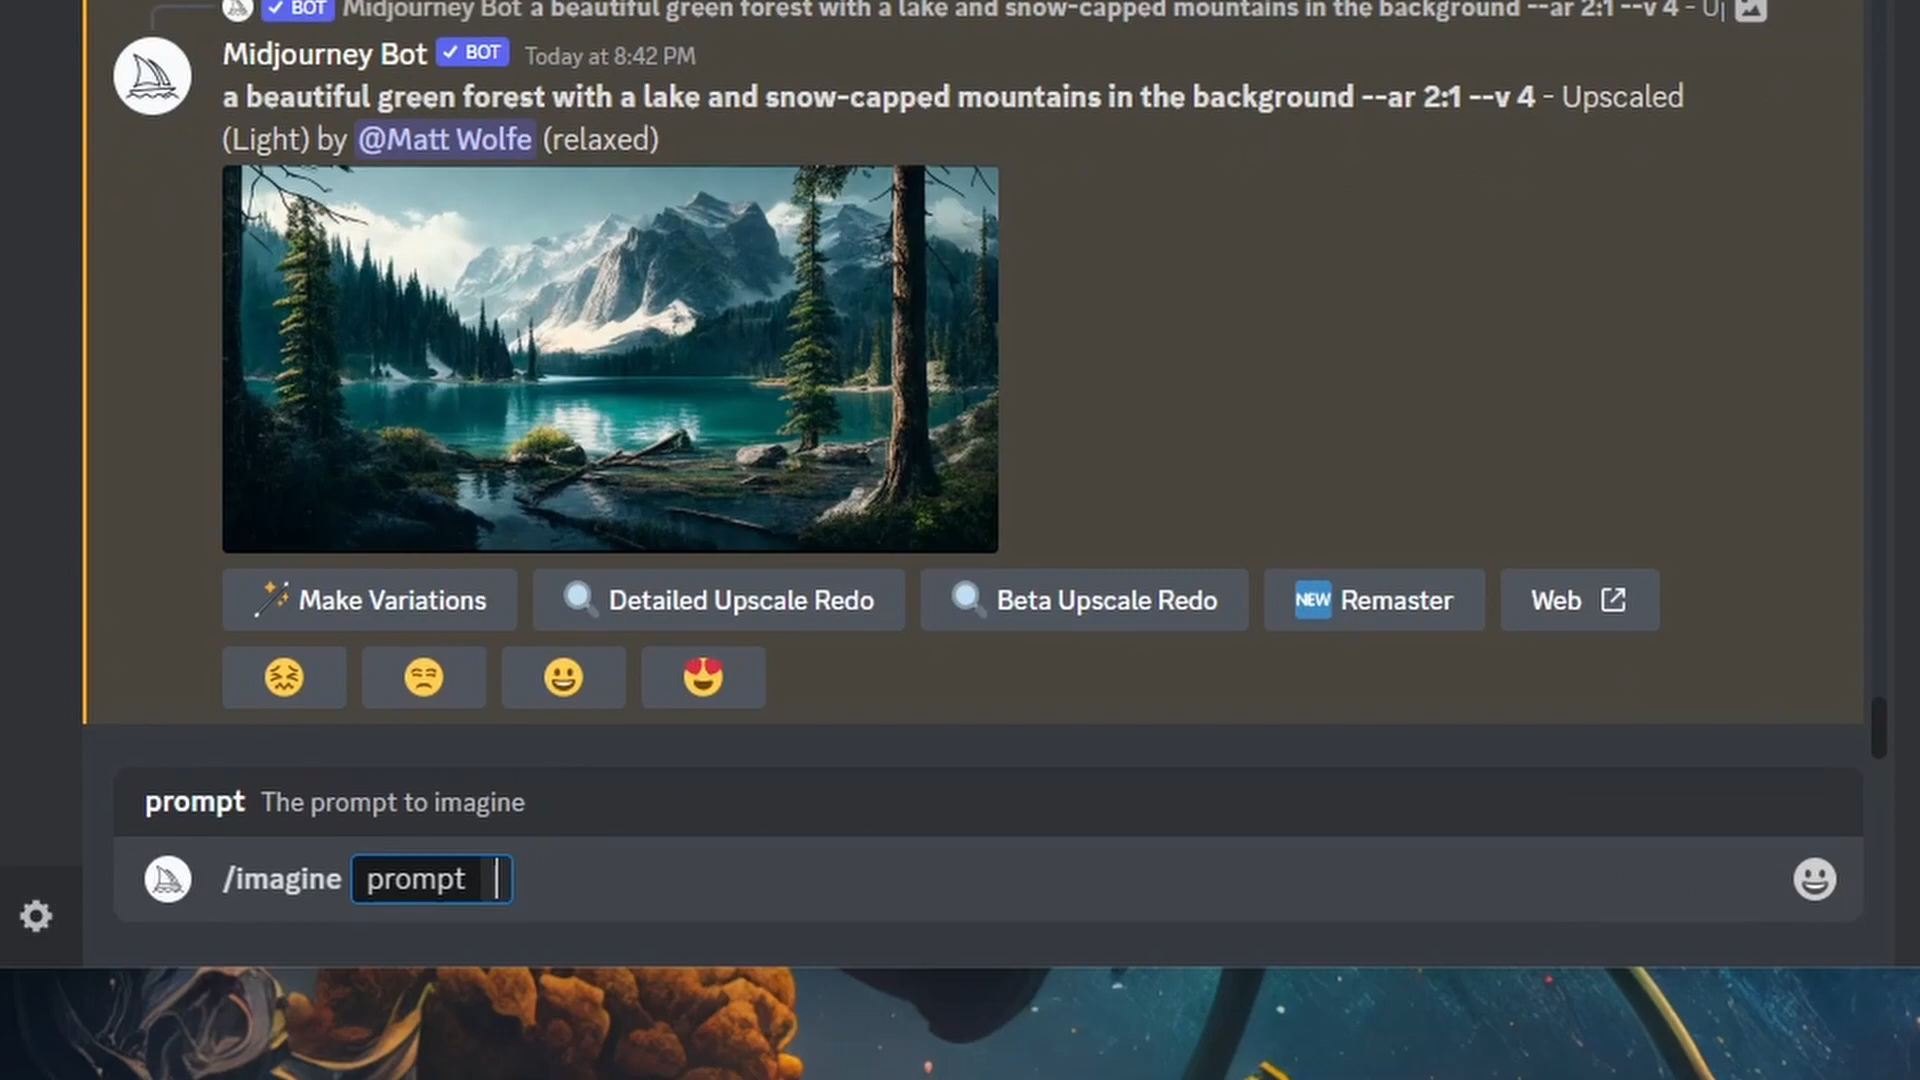 BOT Midjourney Bot a beautiful green forest with a lake and snow-capped mountains in the background --ar 2:1 --v 4 -
Midjourney Bot BOT Today at 8:42 PM
a beautiful green forest with a lake and snow-capped mountains in the background --ar 2:1 --v 4 - Upscaled
(Light) by @Matt Wolfe (relaxed)
Make Variations Detailed Upscale Redo Beta Upscale Redo NEW Remaster Web
prompt The prompt to imagine
/imagine prompt